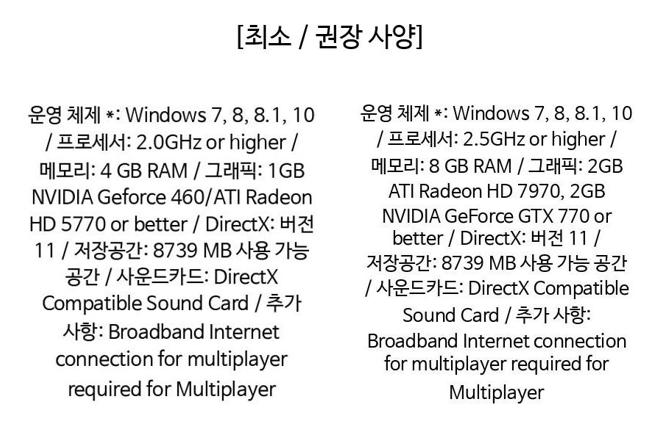 [최소 / 권장 사양]
운영 체제 *: Windows 7, 8, 8.1, 10
/ 프로세서: 2.0GHz or higher /
메모리: 4 GB RAM / 그래픽: 1GB
NVIDIA Geforce 460/ATI Radeon
HD 5770 or better / DirectX: 버전
11 / 저장공간: 8739 MB 사용 가능
공간 / 사운드카드: DirectX
Compatible Sound Card / 추가
사항: Broadband Internet
connection for multiplayer
required for Multiplayer
운영 체제 *: Windows 7, 8, 8.1, 10
/ 프로세서: 2.5GHz or higher /
메모리: 8 GB RAM / 그래픽: 2GB
ATI Radeon HD 7970, 2GB
NVIDIA GeForce GTX 770 or
better / DirectX: 버전 11 /
저장공간: 8739 MB 사용 가능 공간
/ 사운드카드: DirectX Compatible
Sound Card / 추가 사항:
Broadband Internet connection
for multiplayer required for
Multiplayer